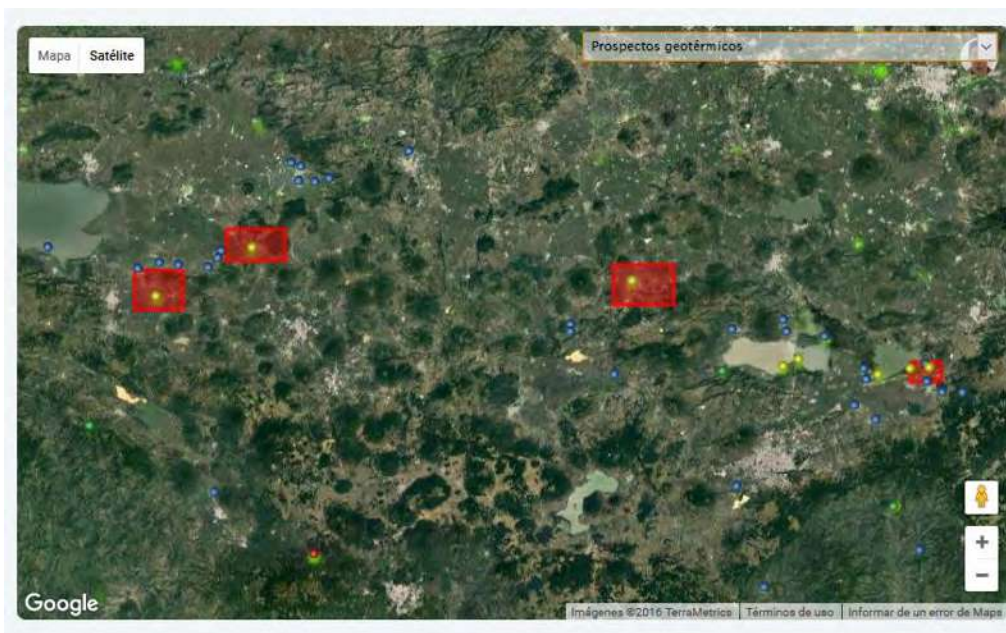 Mapa Satélite
Prospectos geotérmicos
+
−
Google
Imágenes ©2016 TerraMetrics Términos de uso Informar de un error de Maps